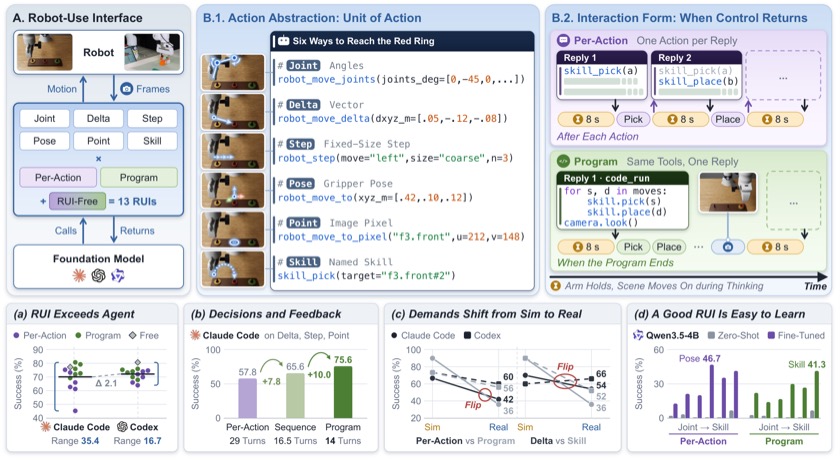 A. Robot-Use Interface
Robot
Motion
Frames
Joint
Delta
Step
Pose
Point
Skill
×
Per-Action
Program
+ RUI-Free = 13 RUIs
Calls
Returns
Foundation Model
B.1. Action Abstraction: Unit of Action
Six Ways to Reach the Red Ring
# Joint Angles
robot_move_joints(joints_deg=[0,-45,0,...])
# Delta Vector
robot_move_delta(dxyz_m=[.05,-.12,-.08])
# Step Fixed-Size Step
robot_step(move="left",size="coarse",n=3)
# Pose Gripper Pose
robot_move_to(xyz_m=[.42,.10,.12])
# Point Image Pixel
robot_move_to_pixel("f3.front",u=212,v=148)
# Skill Named Skill
skill_pick(target="f3.front#2")
B.2. Interaction Form: When Control Returns
Per-Action One Action per Reply
Reply 1
skill_pick(a)
Reply 2
skill_pick(a)
skill_place(b)
...
8 s
Pick
8 s
Place
8 s
After Each Action
Program Same Tools, One Reply
Reply 1 · code_run
for s, d in moves:
skill.pick(s)
skill.place(d)
camera.look()
...
8 s
Pick
Place
...
8 s
When the Program Ends
Arm Holds, Scene Moves On during Thinking
Time
(a) RUI Exceeds Agent
Per-Action Program Free
Success (%)
90
80
70
60
50
40
Δ 2.1
Claude Code
Codex
Range 35.4
Range 16.7
(b) Decisions and Feedback
Claude Code on Delta, Step, Point
Success (%)
100
50
0
57.8
+7.8
65.6
+10.0
75.6
Per-Action
Sequence
Program
29 Turns
16.5 Turns
14 Turns
(c) Demands Shift from Sim to Real
Claude Code Codex
Success (%)
100
50
0
Flip
60
56
42
36
Sim
Real
Per-Action vs Program
Flip
66
54
52
36
Sim
Real
Delta vs Skill
(d) A Good RUI Is Easy to Learn
Qwen3.5-4B Zero-Shot Fine-Tuned
Success (%)
60
30
0
Pose 46.7
Skill 41.3
Joint → Skill
Joint → Skill
Per-Action
Program